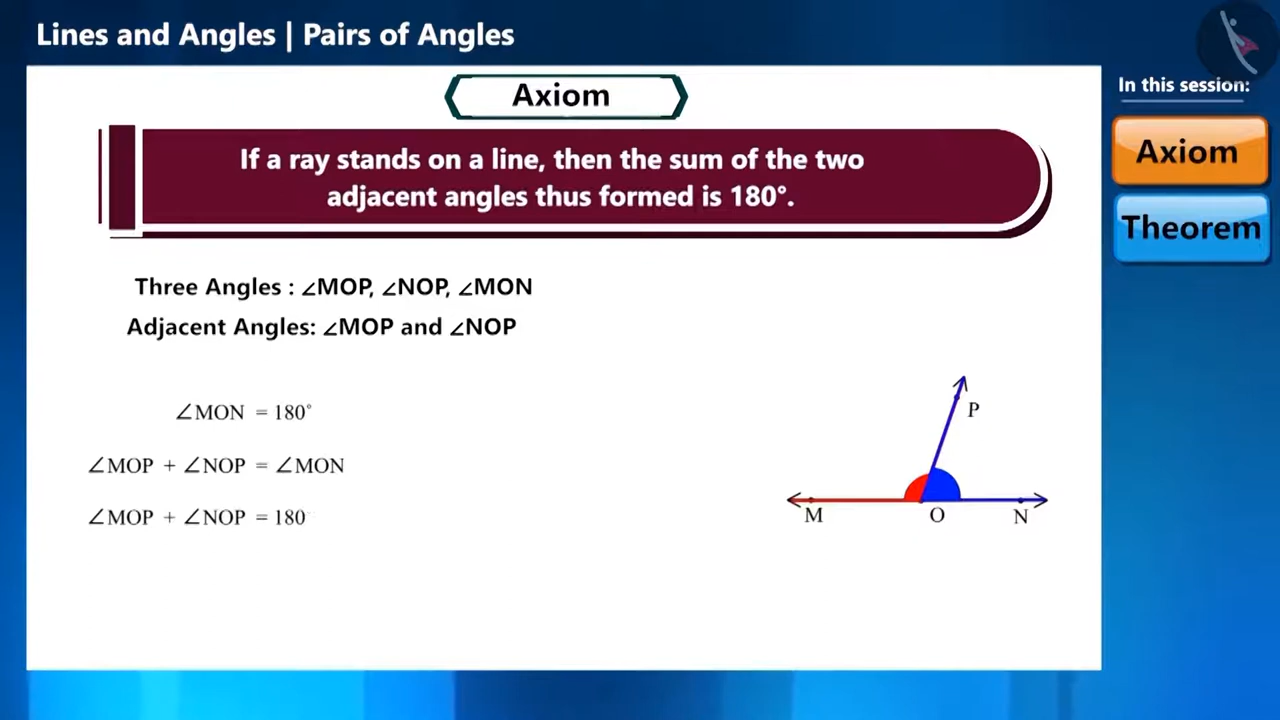 Lines and Angles | Pairs of Angles
In this session:
Axiom
Theorem
Axiom
If a ray stands on a line, then the sum of the two
adjacent angles thus formed is 180°.
Three Angles : ∠MOP, ∠NOP, ∠MON
Adjacent Angles: ∠MOP and ∠NOP
∠MON = 180°
∠MOP + ∠NOP = ∠MON
∠MOP + ∠NOP = 180
P
M
O
N